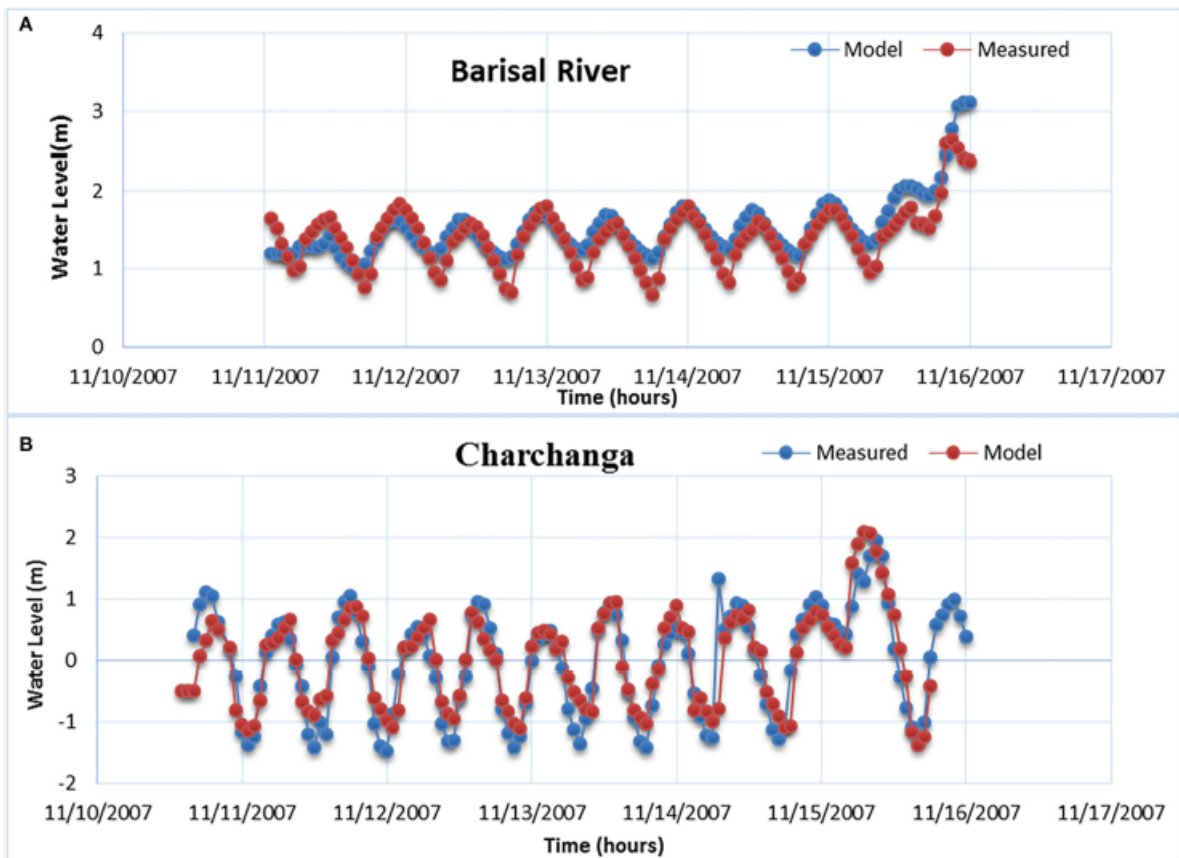 A
Barisal River
Model Measured
Water Level(m)
4
3
2
1
0
11/10/2007 11/11/2007 11/12/2007 11/13/2007 11/14/2007 11/15/2007 11/16/2007 11/17/2007
Time (hours)
B
Charchanga
Measured Model
Water Level (m)
3
2
1
0
-1
-2
11/10/2007 11/11/2007 11/12/2007 11/13/2007 11/14/2007 11/15/2007 11/16/2007 11/17/2007
Time (hours)